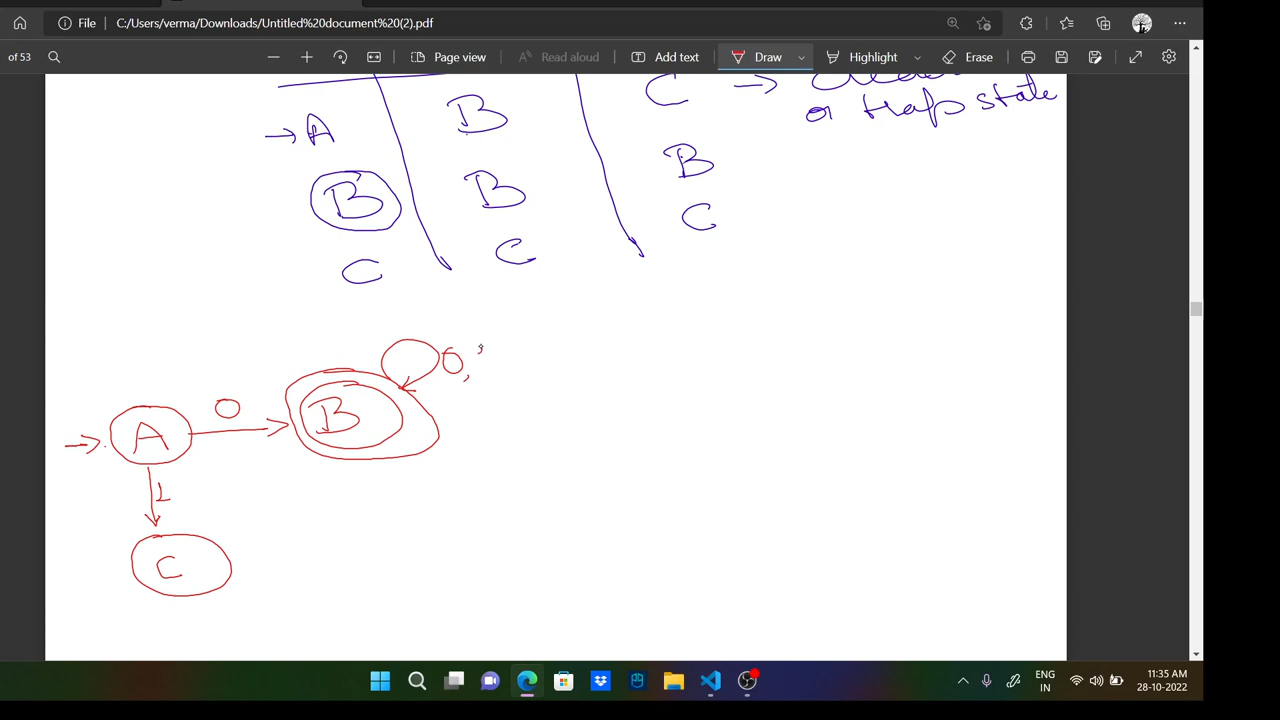 File C:/Users/verma/Downloads/Untitled%20document%20(2).pdf
of 53 Page view Read aloud Add text Draw Highlight Erase
C →
or trap state
→ A B
B B B
C C C
0,
0
B
→ A
1
C
ENG
IN
11:35 AM
28-10-2022